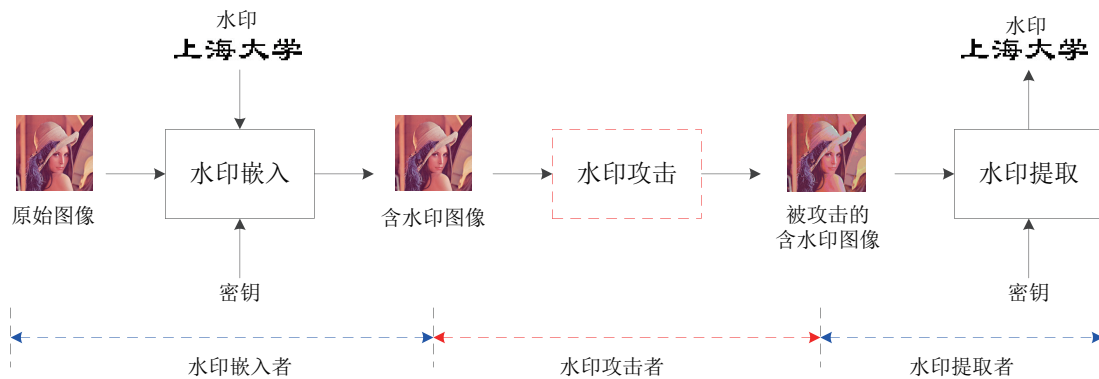 水印
上海大学
水印
上海大学
水印嵌入
水印攻击
水印提取
原始图像
含水印图像
被攻击的
含水印图像
密钥
密钥
水印嵌入者
水印攻击者
水印提取者